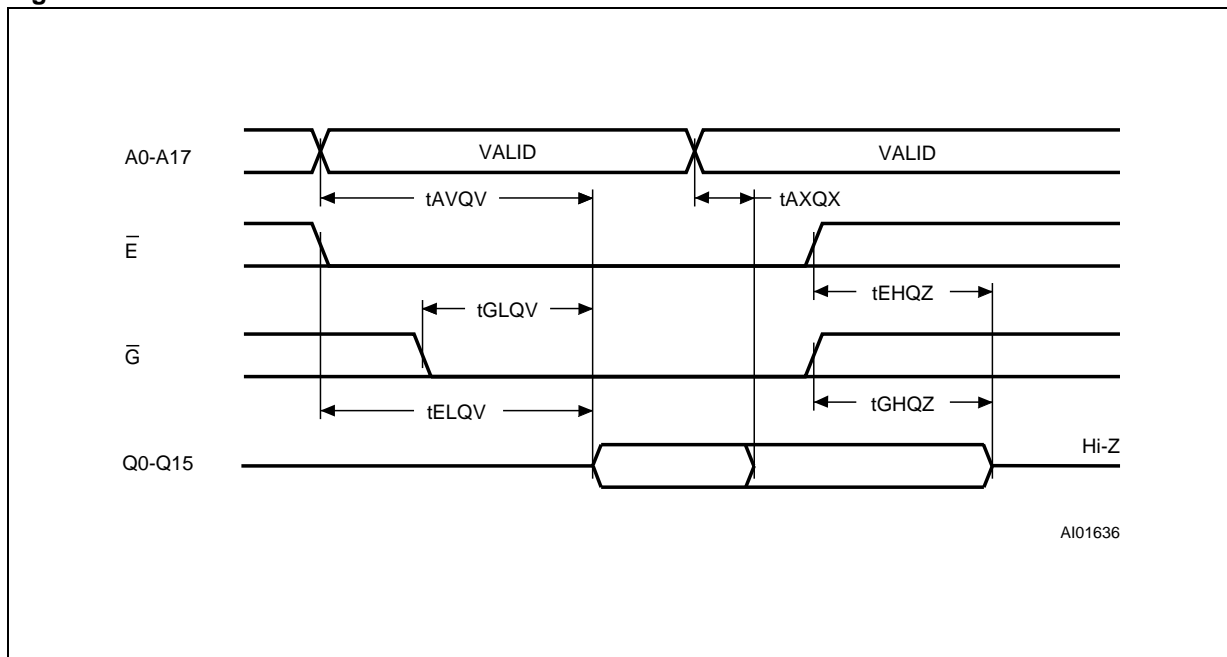 A0-A17 VALID VALID
tAVQV tAXQX
E̅
tEHQZ
tGLQV
G̅
tGHQZ
tELQV
Hi-Z
Q0-Q15
AI01636